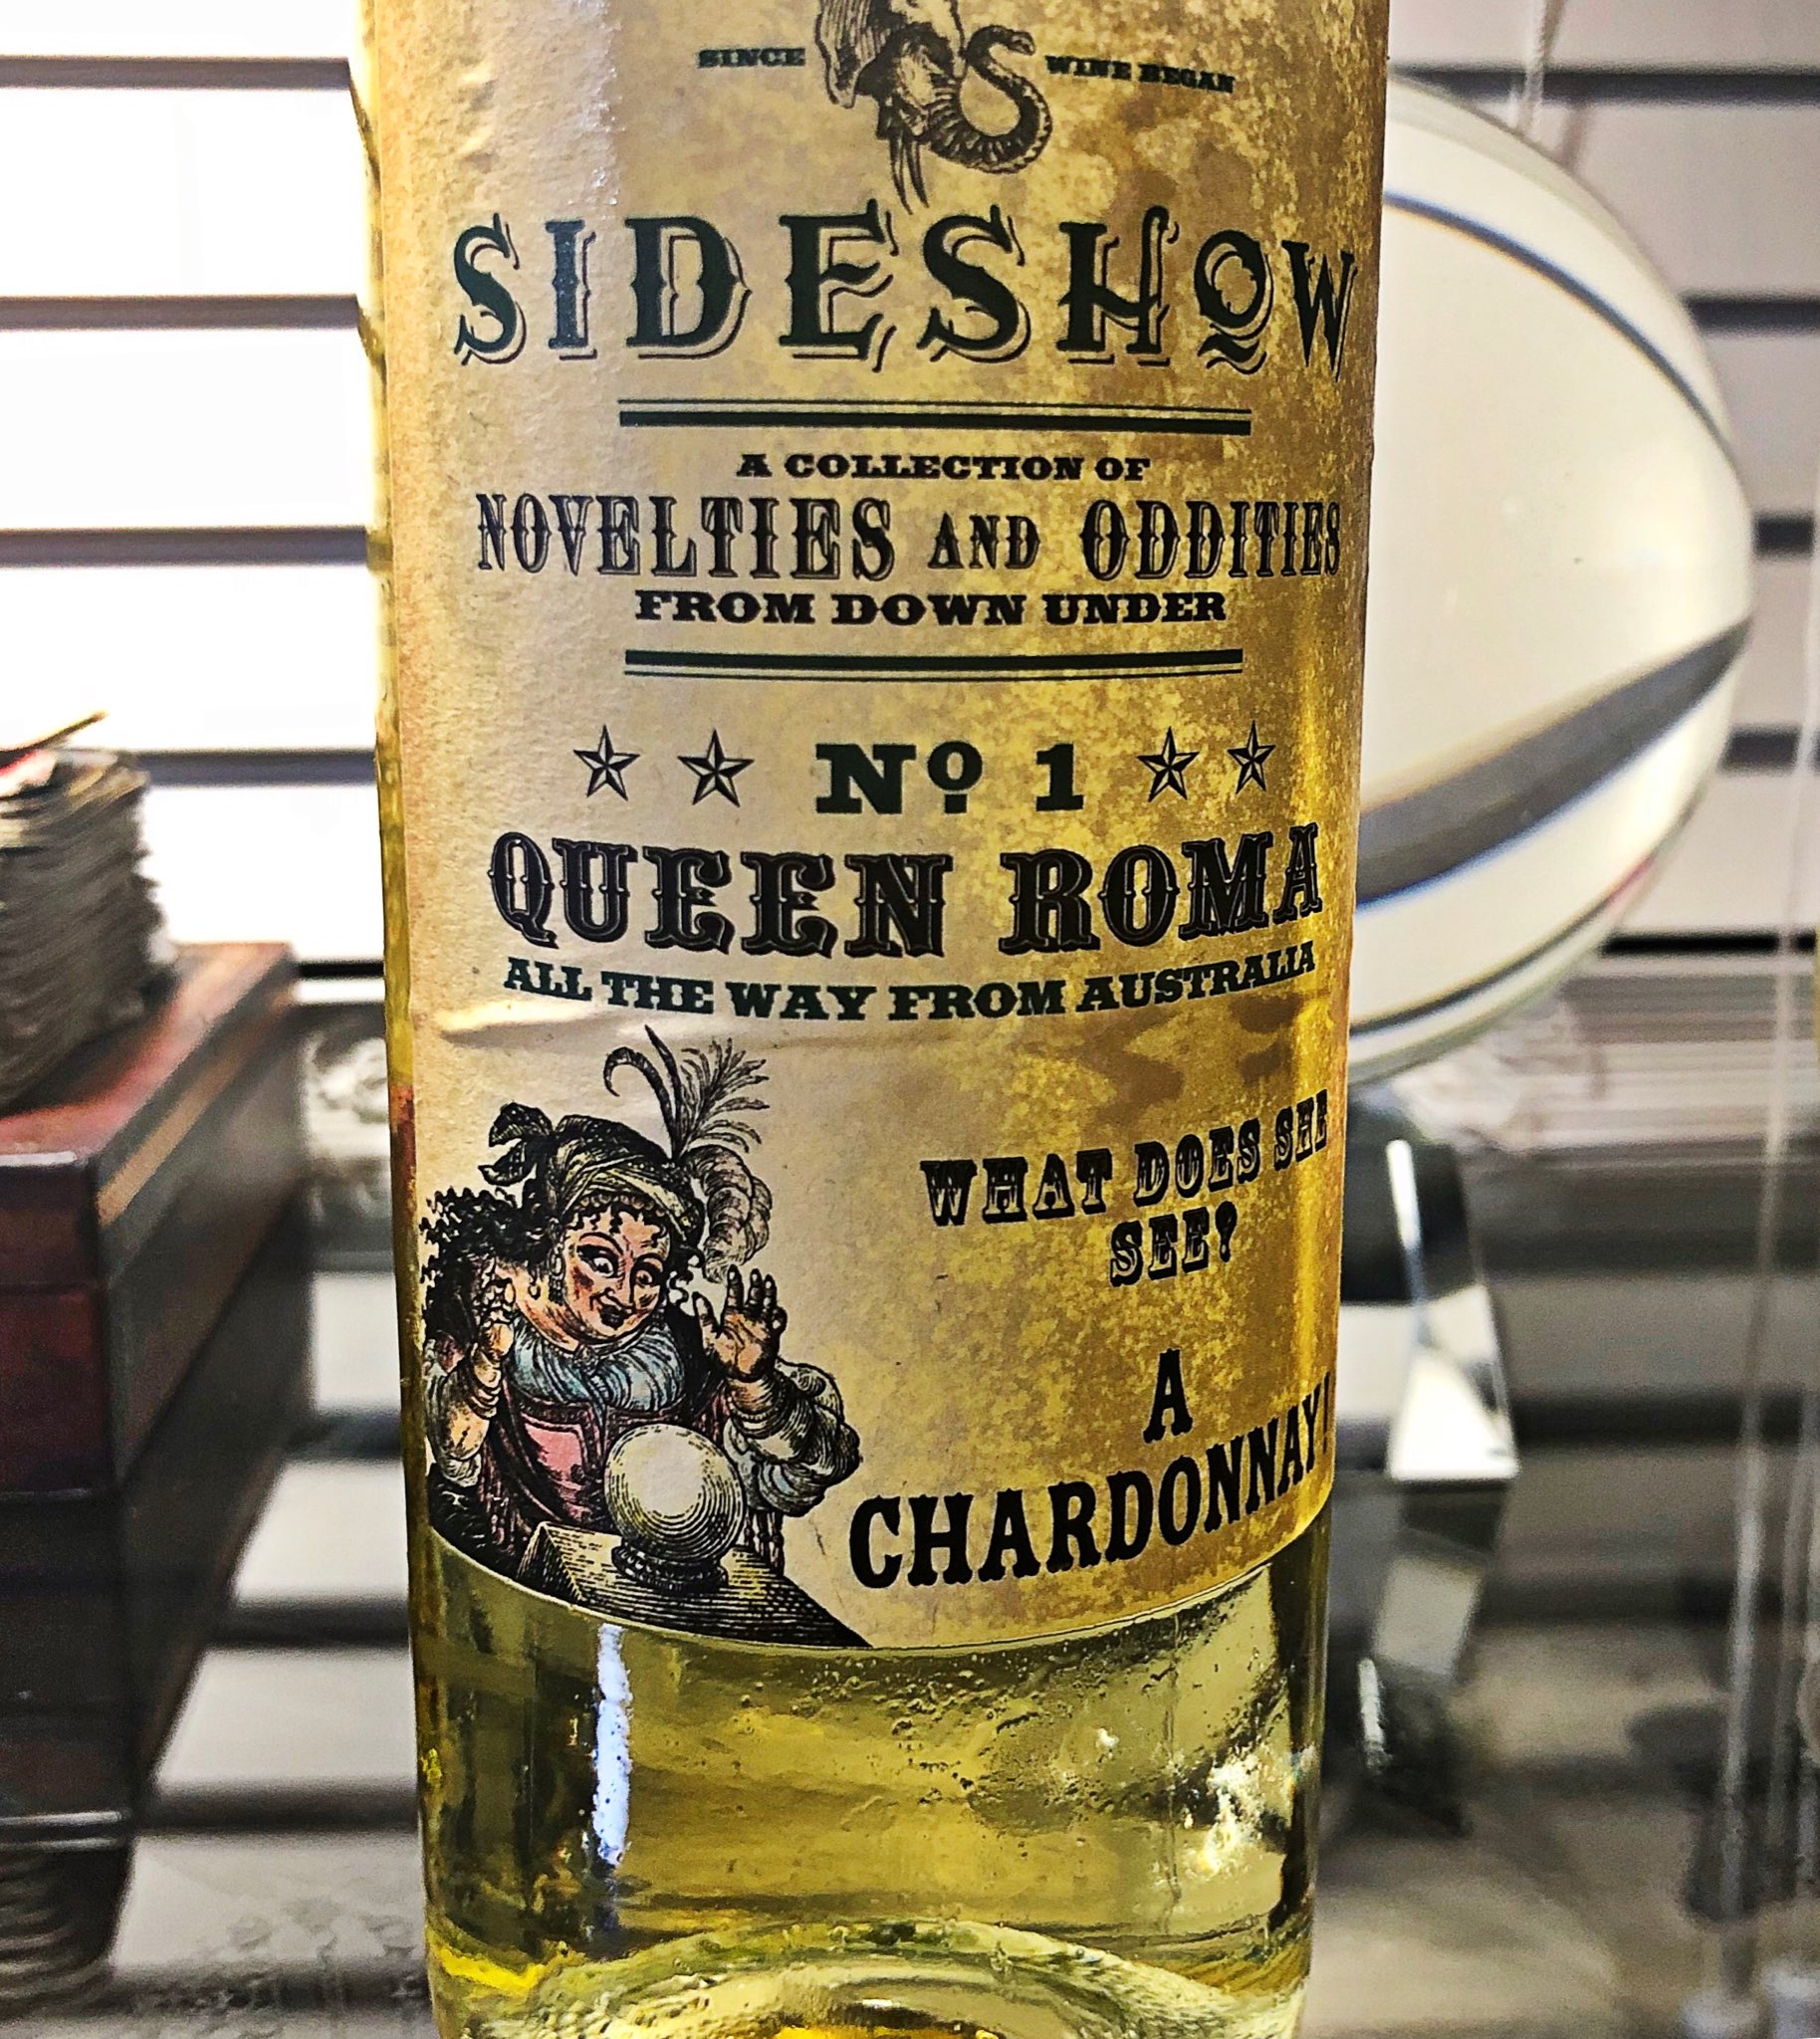 SINCE WINE BEGAN
SIDESHOW
A COLLECTION OF
NOVELTIES AND ODDITIES
FROM DOWN UNDER
Nº 1
QUEEN ROMA
ALL THE WAY FROM AUSTRALIA
WHAT DOES SHE
SEE?
A
CHARDONNAY!